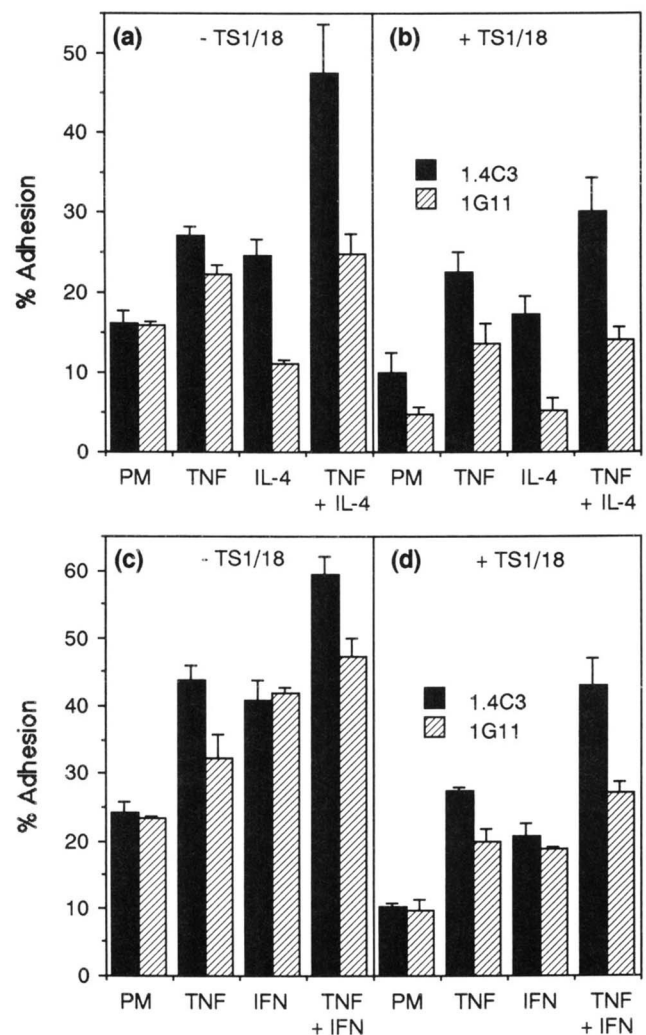 (a) - TS1/18
(b) + TS1/18
% Adhesion
50
40
30
20
10
0
1.4C3
1G11
PM TNF IL-4 TNF + IL-4
PM TNF IL-4 TNF + IL-4
(c) - TS1/18
(d) + TS1/18
% Adhesion
60
50
40
30
20
10
0
1.4C3
1G11
PM TNF IFN TNF + IFN
PM TNF IFN TNF + IFN